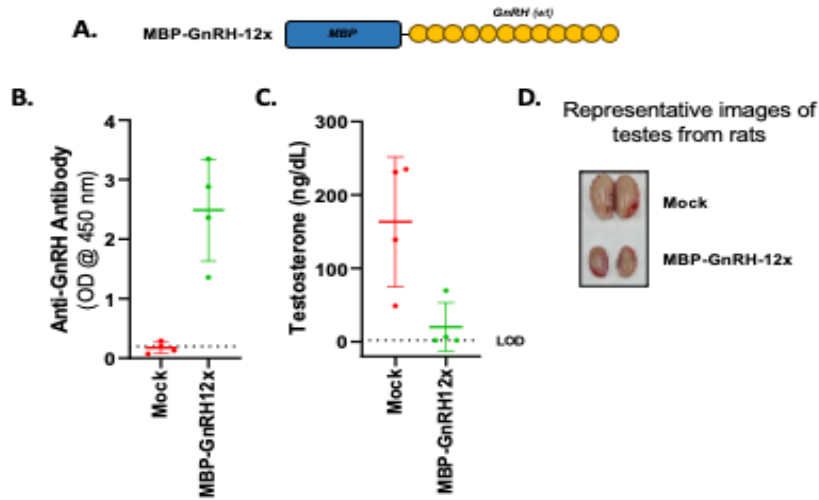 A.
MBP-GnRH-12x
MBP
GnRH (wt)
B.
Anti-GnRH Antibody
(OD @ 450 nm)
4
3
2
1
0
Mock
MBP-GnRH12x
C.
Testosterone (ng/dL)
300
200
100
0
LOD
Mock
MBP-GnRH12x
D.
Representative images of
testes from rats
Mock
MBP-GnRH-12x